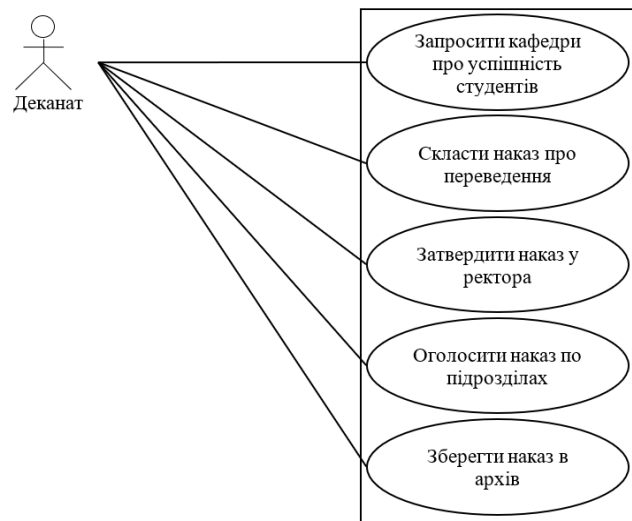 Деканат
Запросити кафедри
про успішність
студентів
Скласти наказ про
переведення
Затвердити наказ у
ректора
Оголосити наказ по
підрозділах
Зберегти наказ в
архів